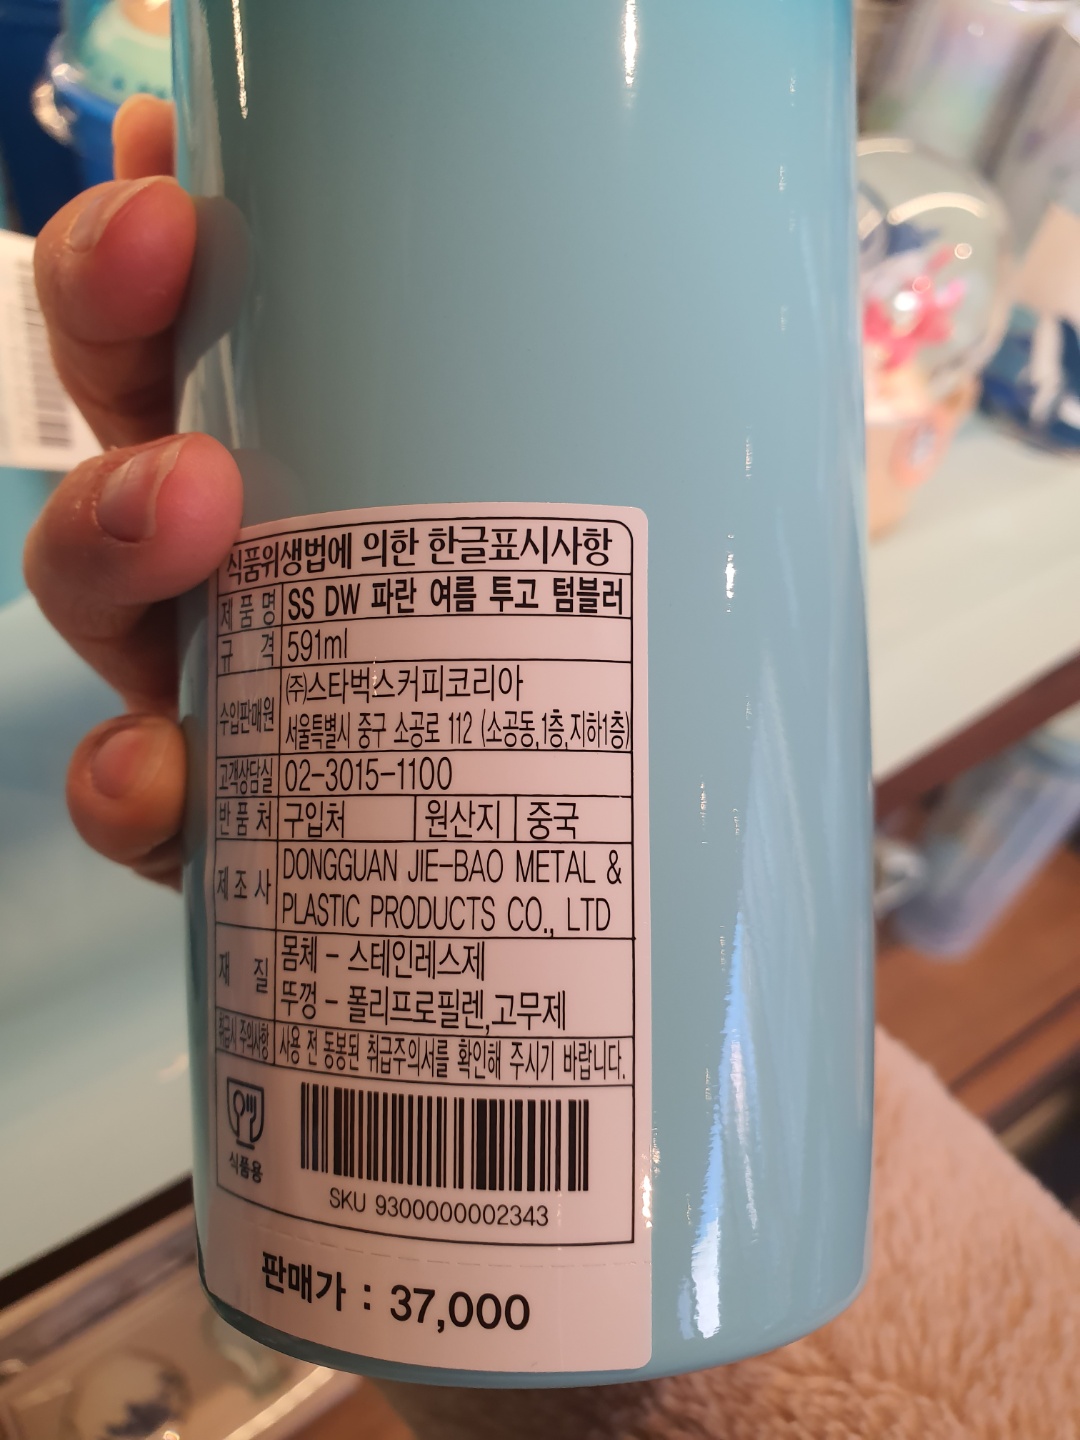 식품위생법에 의한 한글표시사항
제 품 명 SS DW 파란 여름 투고 텀블러
규 격 591ml
수입판매원 (주)스타벅스커피코리아
서울특별시 중구 소공로 112 (소공동,1층,지하1층)
고객상담실 02-3015-1100
반 품 처 구입처 원산지 중국
제 조 사 DONGGUAN JIE-BAO METAL &
PLASTIC PRODUCTS CO., LTD
재 질 몸체 - 스테인레스제
뚜껑 - 폴리프로필렌,고무제
취급시 주의사항 사용 전 동봉된 취급주의서를 확인해 주시기 바랍니다.
식품용
SKU 9300000002343
판매가 : 37,000